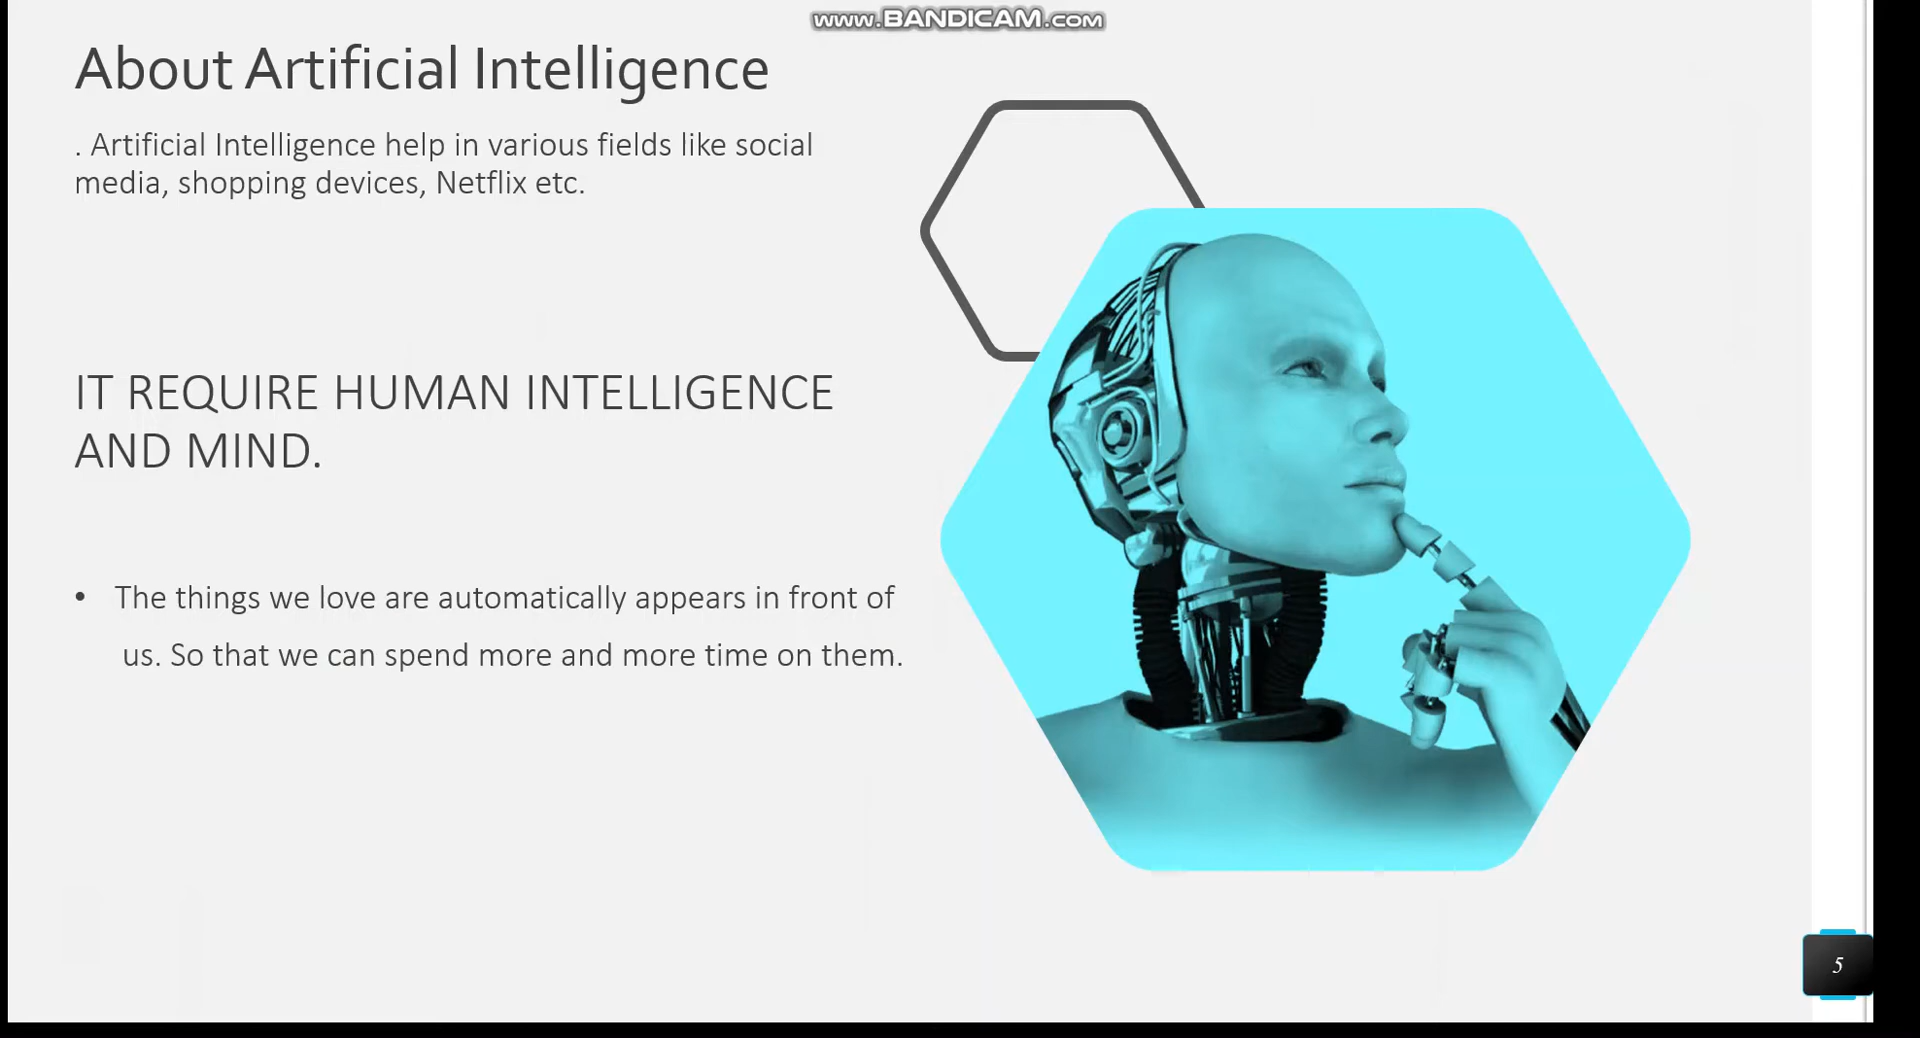 www.BANDICAM.com
About Artificial Intelligence
. Artificial Intelligence help in various fields like social
media, shopping devices, Netflix etc.
IT REQUIRE HUMAN INTELLIGENCE
AND MIND.
• The things we love are automatically appears in front of
us. So that we can spend more and more time on them.
5